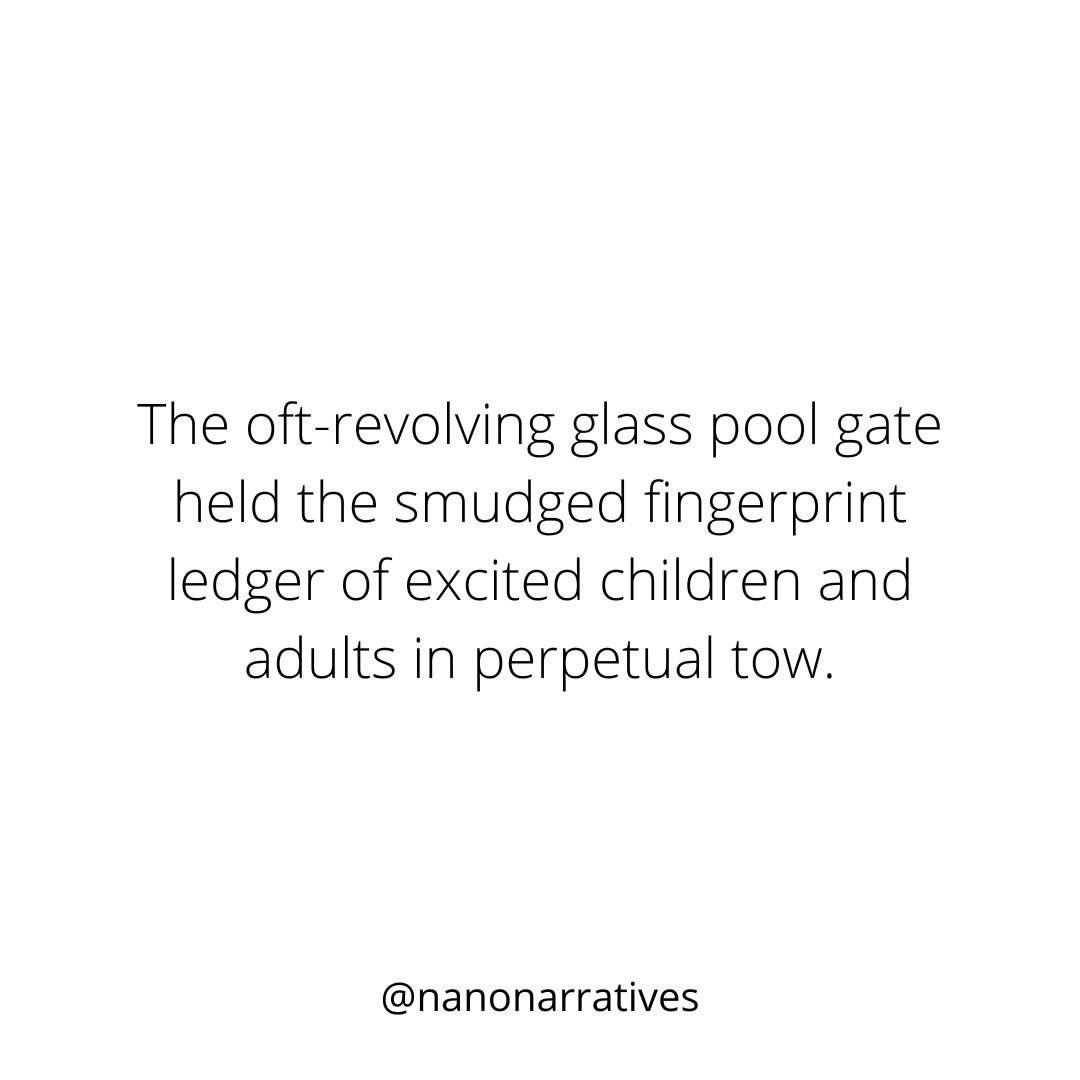 The oft-revolving glass pool gate
held the smudged fingerprint
ledger of excited children and
adults in perpetual tow.
@nanonarratives